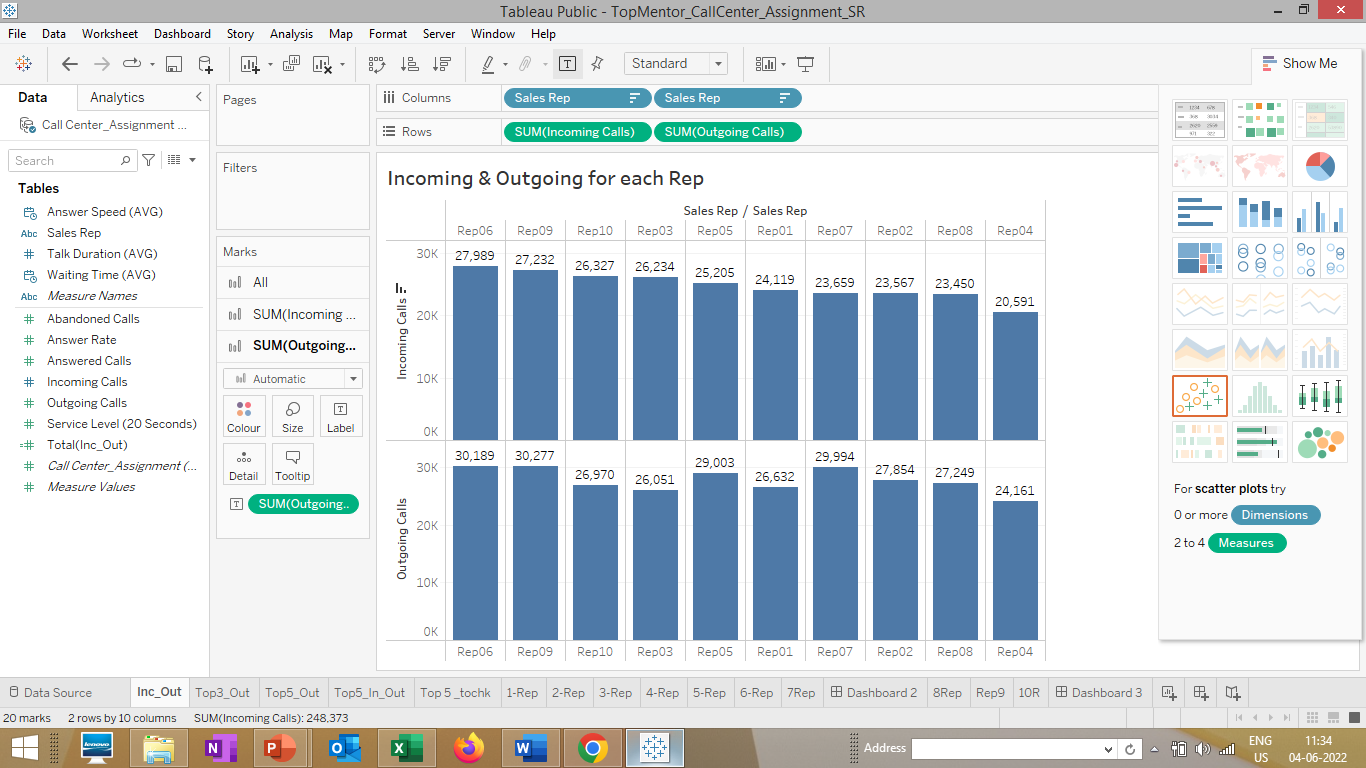 Tableau Public - TopMentor_CallCenter_Assignment_SR
File Data Worksheet Dashboard Story Analysis Map Format Server Window Help
Standard
Show Me
Data Analytics
Call Center_Assignment ...
Search
Tables
Answer Speed (AVG)
Abc Sales Rep
Talk Duration (AVG)
Waiting Time (AVG)
Abc Measure Names
Abandoned Calls
Answer Rate
Answered Calls
Incoming Calls
Outgoing Calls
Service Level (20 Seconds)
Total(Inc_Out)
Call Center_Assignment (...
Measure Values
Pages
Filters
Marks
All
SUM(Incoming ...
SUM(Outgoing...
Automatic
Colour Size Label
Detail Tooltip
SUM(Outgoing..
Columns Sales Rep Sales Rep
Rows SUM(Incoming Calls) SUM(Outgoing Calls)
Incoming & Outgoing for each Rep
Sales Rep / Sales Rep
Rep06 Rep09 Rep10 Rep03 Rep05 Rep01 Rep07 Rep02 Rep08 Rep04
Incoming Calls
30K
20K
10K
0K
27,989 27,232 26,327 26,234 25,205 24,119 23,659 23,567 23,450 20,591
Outgoing Calls
30K
20K
10K
0K
30,189 30,277 26,970 26,051 29,003 26,632 29,994 27,854 27,249 24,161
Rep06 Rep09 Rep10 Rep03 Rep05 Rep01 Rep07 Rep02 Rep08 Rep04
For scatter plots try
0 or more Dimensions
2 to 4 Measures
Data Source Inc_Out Top3_Out Top5_Out Top5_In_Out Top 5 _tochk 1-Rep 2-Rep 3-Rep 4-Rep 5-Rep 6-Rep 7Rep Dashboard 2 8Rep Rep9 10R Dashboard 3
20 marks 2 rows by 10 columns SUM(Incoming Calls): 248,373
lenovo
Address
ENG
US
11:34
04-06-2022